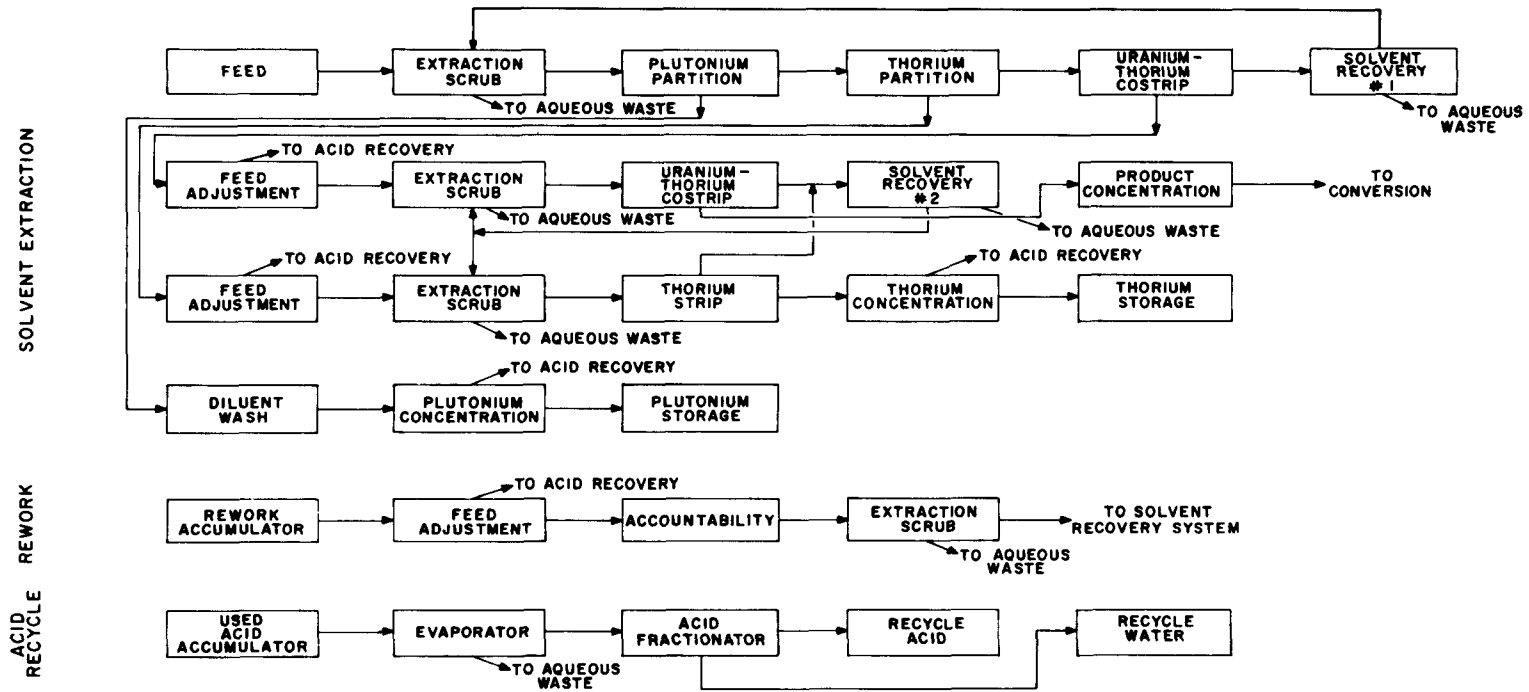 FEED
EXTRACTION
SCRUB
PLUTONIUM
PARTITION
THORIUM
PARTITION
URANIUM-
THORIUM
COSTRIP
SOLVENT
RECOVERY
#1
TO AQUEOUS WASTE
TO AQUEOUS
WASTE
SOLVENT EXTRACTION
TO ACID RECOVERY
FEED
ADJUSTMENT
EXTRACTION
SCRUB
URANIUM-
THORIUM
COSTRIP
SOLVENT
RECOVERY
#2
PRODUCT
CONCENTRATION
TO
CONVERSION
TO AQUEOUS WASTE
TO AQUEOUS WASTE
TO ACID RECOVERY
TO ACID RECOVERY
FEED
ADJUSTMENT
EXTRACTION
SCRUB
THORIUM
STRIP
THORIUM
CONCENTRATION
THORIUM
STORAGE
TO AQUEOUS WASTE
TO ACID RECOVERY
DILUENT
WASH
PLUTONIUM
CONCENTRATION
PLUTONIUM
STORAGE
REWORK
TO ACID RECOVERY
REWORK
ACCUMULATOR
FEED
ADJUSTMENT
ACCOUNTABILITY
EXTRACTION
SCRUB
TO SOLVENT
RECOVERY SYSTEM
TO AQUEOUS
WASTE
ACID
RECYCLE
USED
ACID
ACCUMULATOR
EVAPORATOR
ACID
FRACTIONATOR
RECYCLE
ACID
RECYCLE
WATER
TO AQUEOUS
WASTE